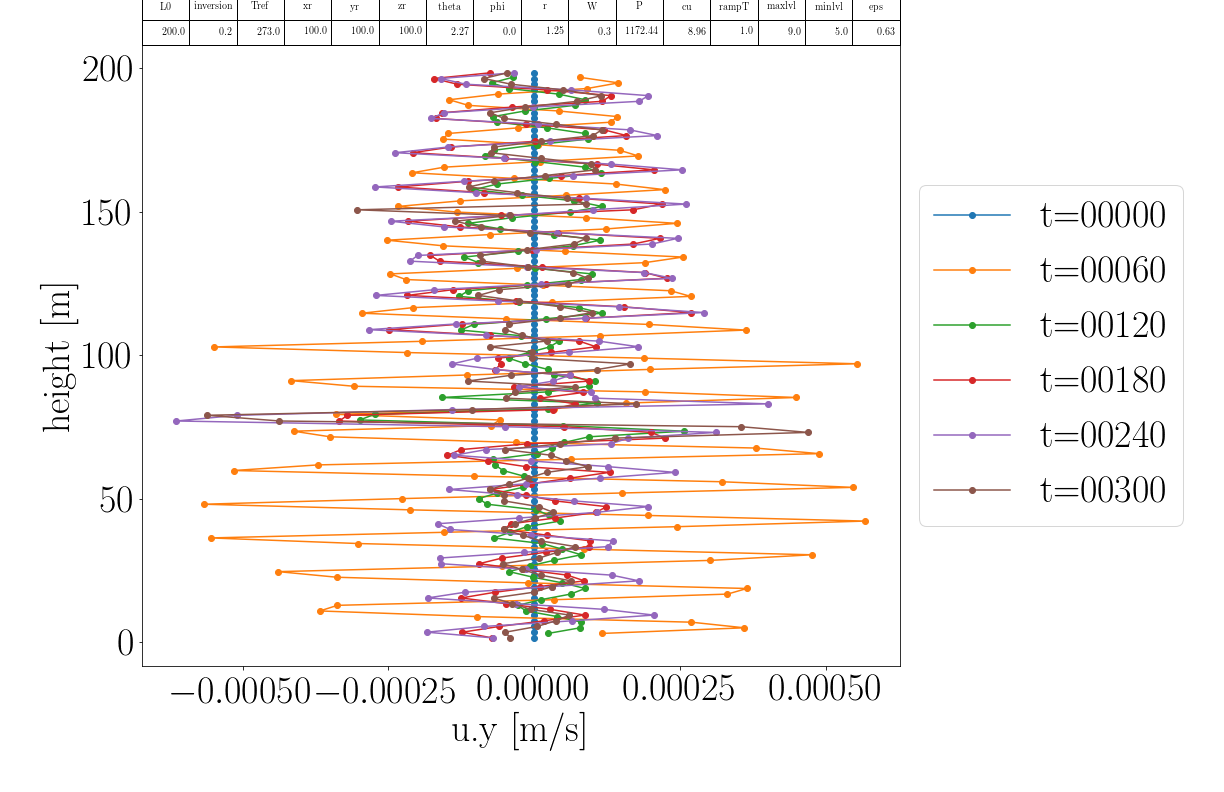 L0 inversion Tref xr yr zr theta phi r W P cu rampT maxlvl minlvl eps
200.0 0.2 273.0 100.0 100.0 100.0 2.27 0.0 1.25 0.3 1172.44 8.96 1.0 9.0 5.0 0.63
200
150
100
50
0
height [m]
−0.00050 −0.00025 0.00000 0.00025 0.00050
u.y [m/s]
t=00000
t=00060
t=00120
t=00180
t=00240
t=00300